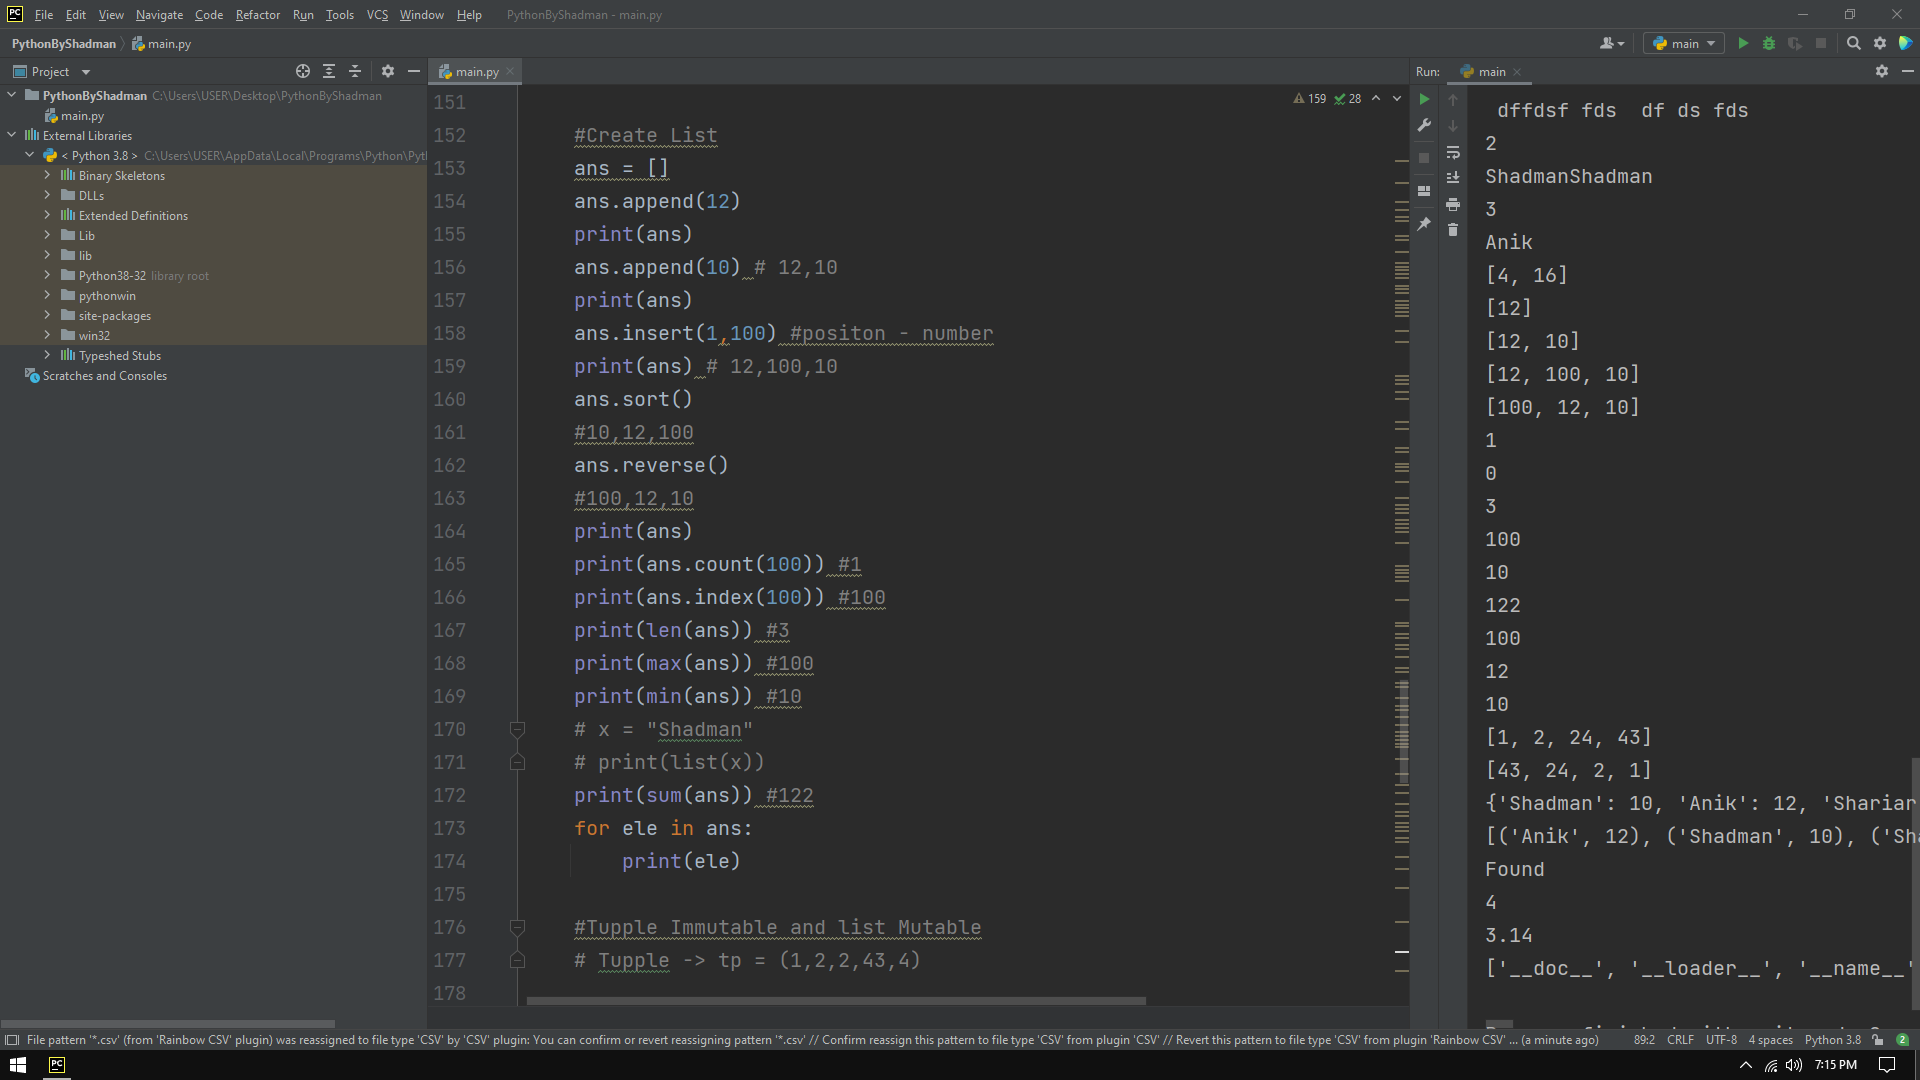 File Edit View Navigate Code Refactor Run Tools VCS Window Help PythonByShadman - main.py
PythonByShadman main.py
main
Project
PythonByShadman C:\Users\USER\Desktop\PythonByShadman
main.py
External Libraries
< Python 3.8 > C:\Users\USER\AppData\Local\Programs\Python\Pyt
Binary Skeletons
DLLs
Extended Definitions
Lib
lib
Python38-32 library root
pythonwin
site-packages
win32
Typeshed Stubs
Scratches and Consoles
main.py
159 28
151
152 #Create List
153 ans = []
154 ans.append(12)
155 print(ans)
156 ans.append(10) # 12,10
157 print(ans)
158 ans.insert(1,100) #positon - number
159 print(ans) # 12,100,10
160 ans.sort()
161 #10,12,100
162 ans.reverse()
163 #100,12,10
164 print(ans)
165 print(ans.count(100)) #1
166 print(ans.index(100)) #100
167 print(len(ans)) #3
168 print(max(ans)) #100
169 print(min(ans)) #10
170 # x = "Shadman"
171 # print(list(x))
172 print(sum(ans)) #122
173 for ele in ans:
174 print(ele)
175
176 #Tupple Immutable and list Mutable
177 # Tupple -> tp = (1,2,2,43,4)
178
Run: main
dffdsf fds df ds fds
2
ShadmanShadman
3
Anik
[4, 16]
[12]
[12, 10]
[12, 100, 10]
[100, 12, 10]
1
0
3
100
10
122
100
12
10
[1, 2, 24, 43]
[43, 24, 2, 1]
{'Shadman': 10, 'Anik': 12, 'Shariar
[('Anik', 12), ('Shadman', 10), ('Sha
Found
4
3.14
['__doc__', '__loader__', '__name__'
File pattern '*.csv' (from 'Rainbow CSV' plugin) was reassigned to file type 'CSV' by 'CSV' plugin: You can confirm or revert reassigning pattern '*.csv' // Confirm reassign this pattern to file type 'CSV' from plugin 'CSV' // Revert this pattern to file type 'CSV' from plugin 'Rainbow CSV' ... (a minute ago) 89:2 CRLF UTF-8 4 spaces Python 3.8 2
PC 7:15 PM